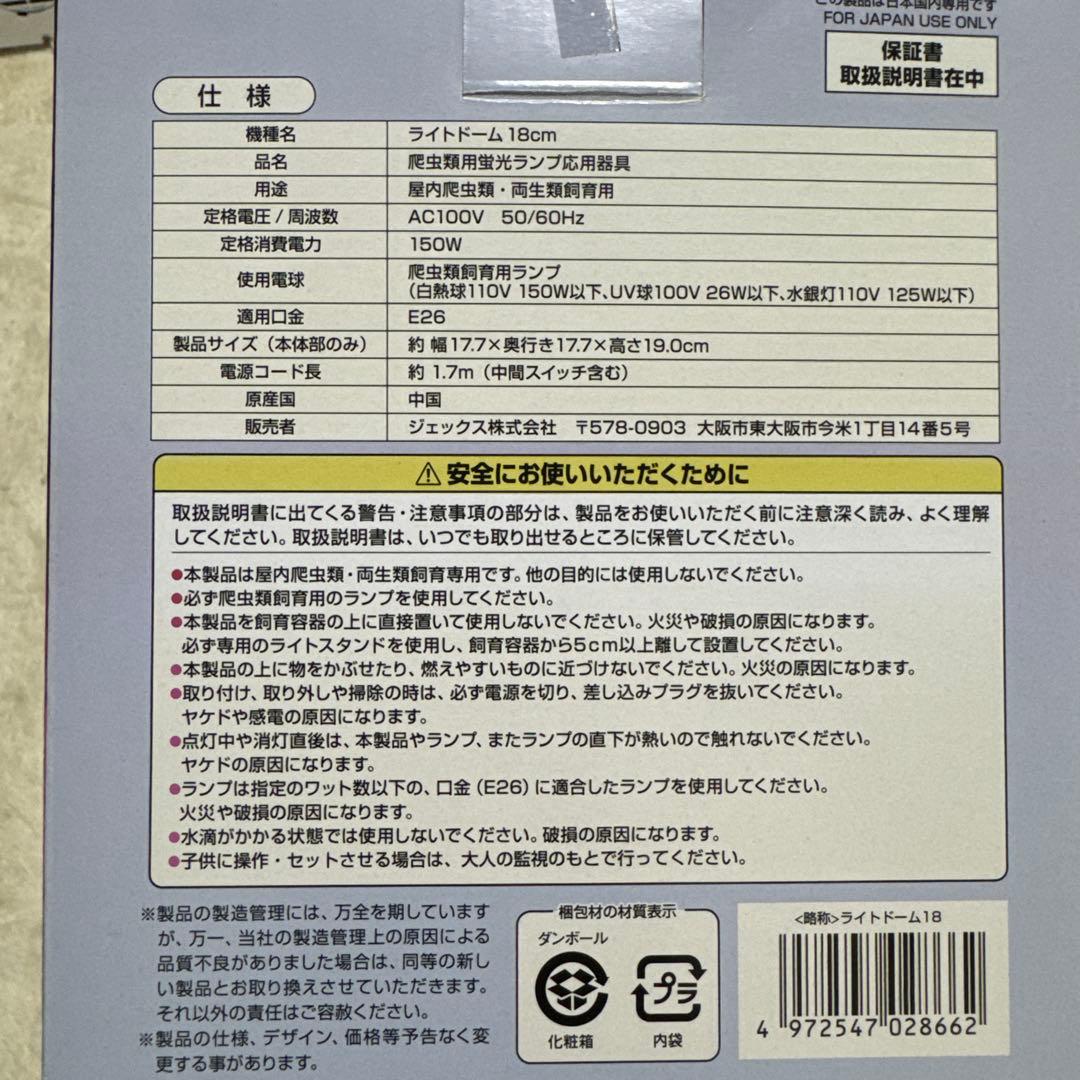 この製品は日本国内専用です
FOR JAPAN USE ONLY
保証書
取扱説明書在中
仕様
機種名 ライトドーム18cm
品名 爬虫類用蛍光ランプ応用器具
用途 屋内爬虫類・両生類飼育用
定格電圧/周波数 AC100V 50/60Hz
定格消費電力 150W
使用電球 爬虫類飼育用ランプ
（白熱球110V 150W以下、UV球100V 26W以下、水銀灯110V 125W以下）
適用口金 E26
製品サイズ（本体部のみ） 約 幅17.7×奥行き17.7×高さ19.0cm
電源コード長 約 1.7m（中間スイッチ含む）
原産国 中国
販売者 ジェックス株式会社 〒578-0903 大阪市東大阪市今米1丁目14番5号
⚠安全にお使いいただくために
取扱説明書に出てくる警告・注意事項の部分は、製品をお使いいただく前に注意深く読み、よく理解
してください。取扱説明書は、いつでも取り出せるところに保管してください。
●本製品は屋内爬虫類・両生類飼育専用です。他の目的には使用しないでください。
●必ず爬虫類飼育用のランプを使用してください。
●本製品を飼育容器の上に直接置いて使用しないでください。火災や破損の原因になります。
必ず専用のライトスタンドを使用し、飼育容器から5cm以上離して設置してください。
●本製品の上に物をかぶせたり、燃えやすいものに近づけないでください。火災の原因になります。
●取り付け、取り外しや掃除の時は、必ず電源を切り、差し込みプラグを抜いてください。
ヤケドや感電の原因になります。
●点灯中や消灯直後は、本製品やランプ、またランプの直下が熱いので触れないでください。
ヤケドの原因になります。
●ランプは指定のワット数以下の、口金（E26）に適合したランプを使用してください。
火災や破損の原因になります。
●水滴がかかる状態では使用しないでください。破損の原因になります。
●子供に操作・セットさせる場合は、大人の監視のもとで行ってください。
※製品の製造管理には、万全を期しています
が、万一、当社の製造管理上の原因による
品質不良がありました場合は、同等の新し
い製品とお取り換えさせていただきます。
それ以外の責任はご容赦ください。
※製品の仕様、デザイン、価格等予告なく変
更する事があります。
梱包材の材質表示
ダンボール
プラ
化粧箱 内袋
<略称>ライトドーム18
4 972547 028662